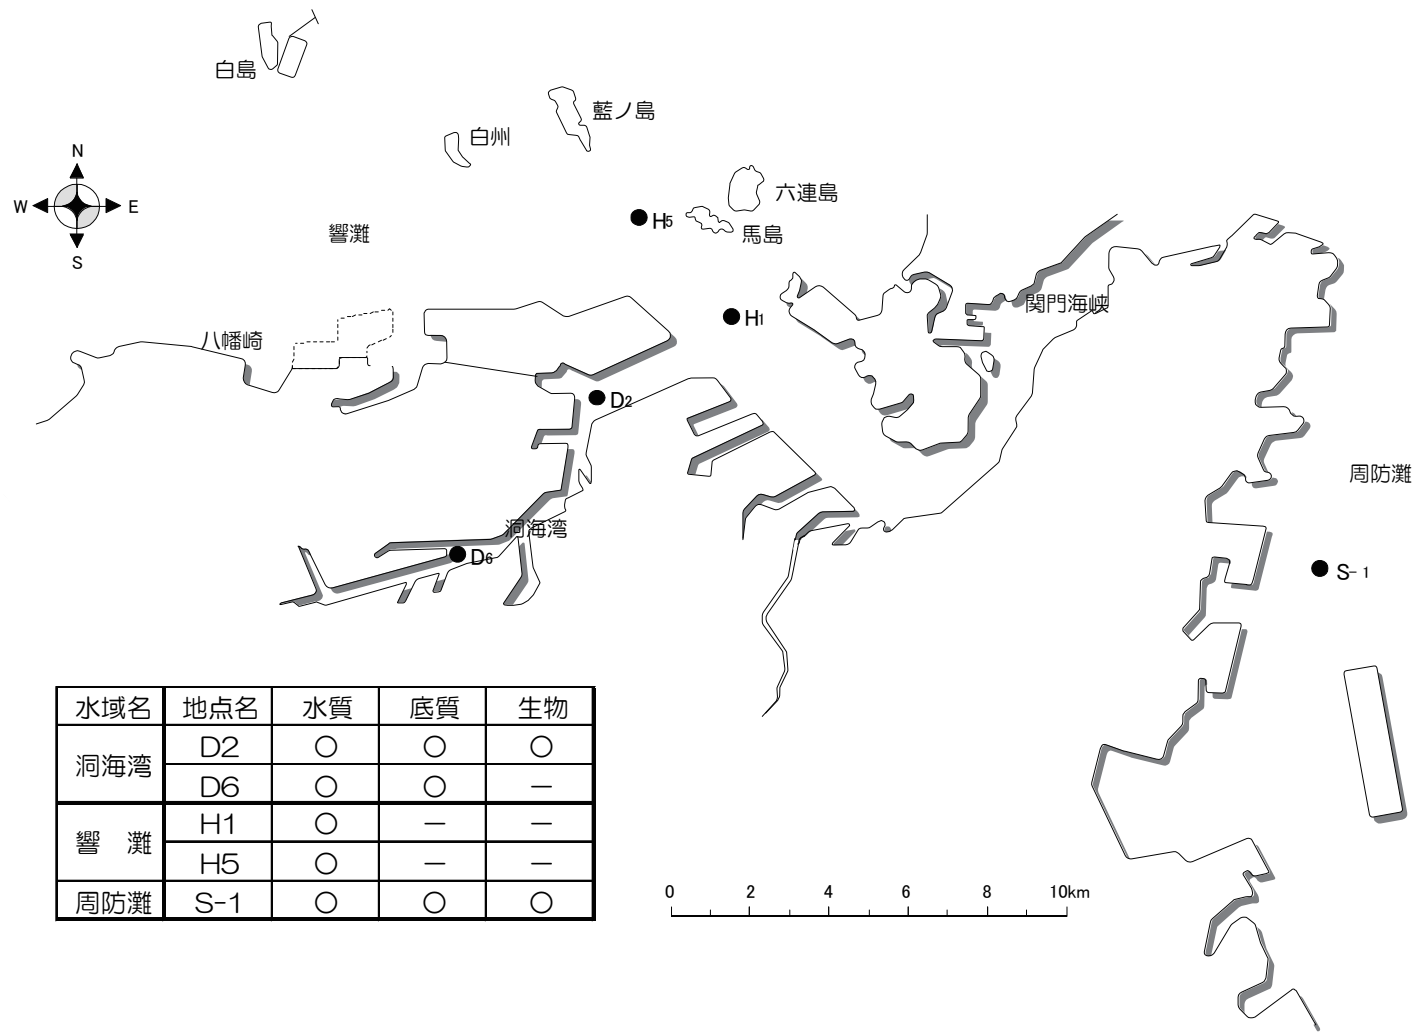 白島
藍ノ島
白州
N
W
E
S
六連島
H5
馬島
響灘
関門海峡
H1
八幡崎
D2
周防灘
洞海湾
D6
S-1
水域名 地点名 水質 底質 生物
洞海湾 D2 ○ ○ ○
D6 ○ ○ －
響 灘 H1 ○ － －
H5 ○ － －
周防灘 S-1 ○ ○ ○
0 2 4 6 8 10km